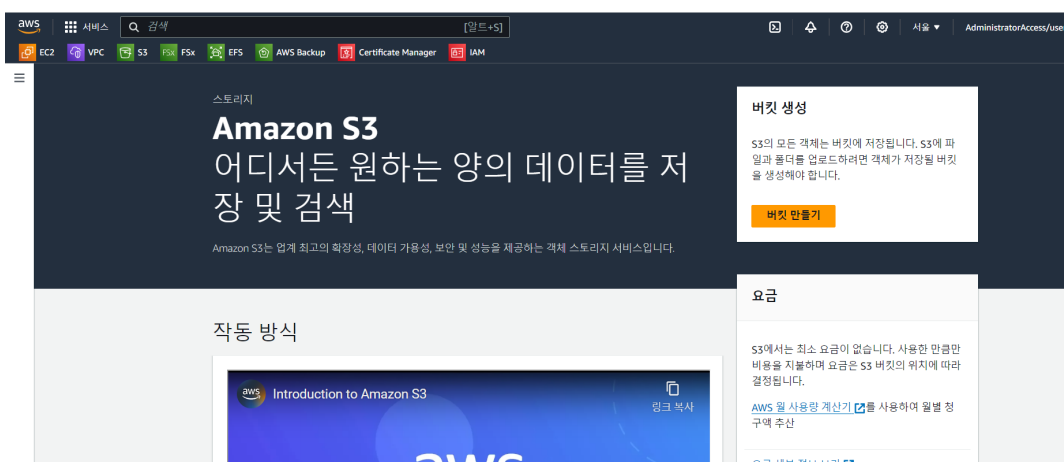 aws
서비스
검색
[알트+S]
서울 ▼
AdministratorAccess/use
EC2
VPC
S3
FSx FSx
EFS
AWS Backup
Certificate Manager
IAM
스토리지
Amazon S3
어디서든 원하는 양의 데이터를 저
장 및 검색
Amazon S3는 업계 최고의 확장성, 데이터 가용성, 보안 및 성능을 제공하는 객체 스토리지 서비스입니다.
버킷 생성
S3의 모든 객체는 버킷에 저장됩니다. S3에 파
일과 폴더를 업로드하려면 객체가 저장될 버킷
을 생성해야 합니다.
버킷 만들기
작동 방식
aws
Introduction to Amazon S3
링크 복사
aws
요금
S3에서는 최소 요금이 없습니다. 사용한 만큼만
비용을 지불하며 요금은 S3 버킷의 위치에 따라
결정됩니다.
AWS 월 사용량 계산기를 사용하여 월별 청
구액 추산